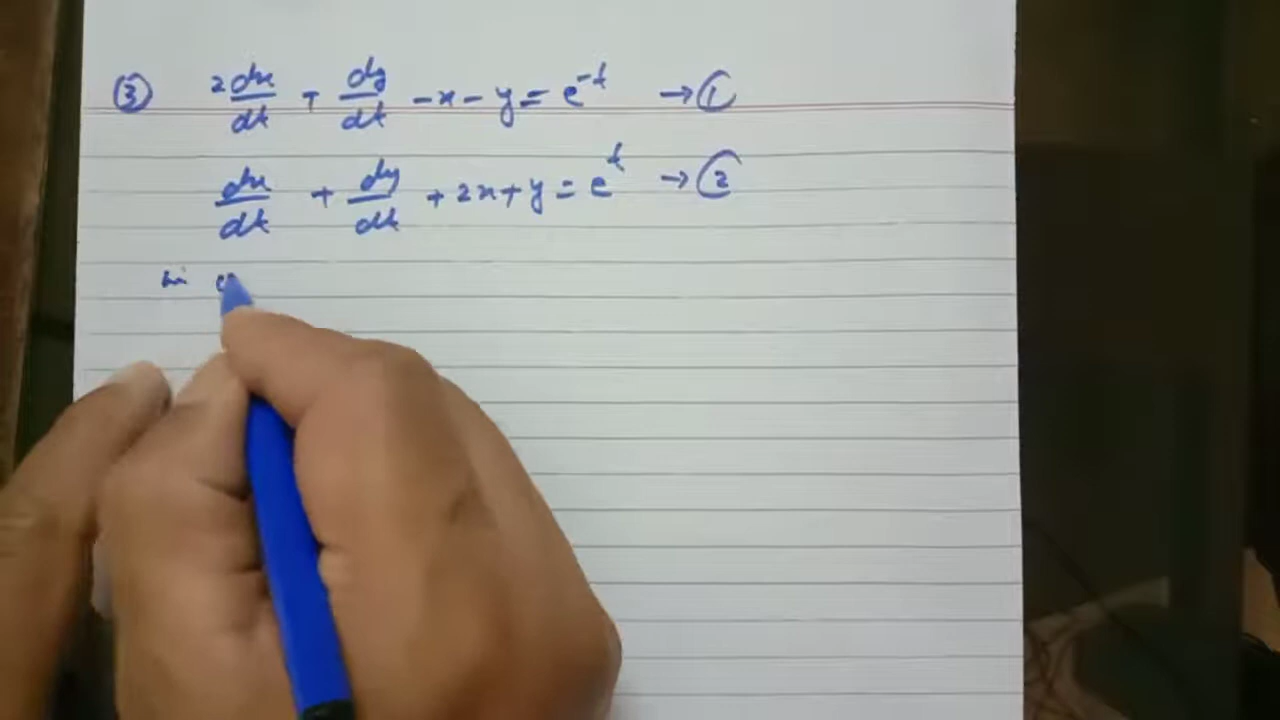 ③ 2dx/dt + dy/dt - x - y = e^-t → ①
dx/dt + dy/dt + 2x + y = e^t → ②